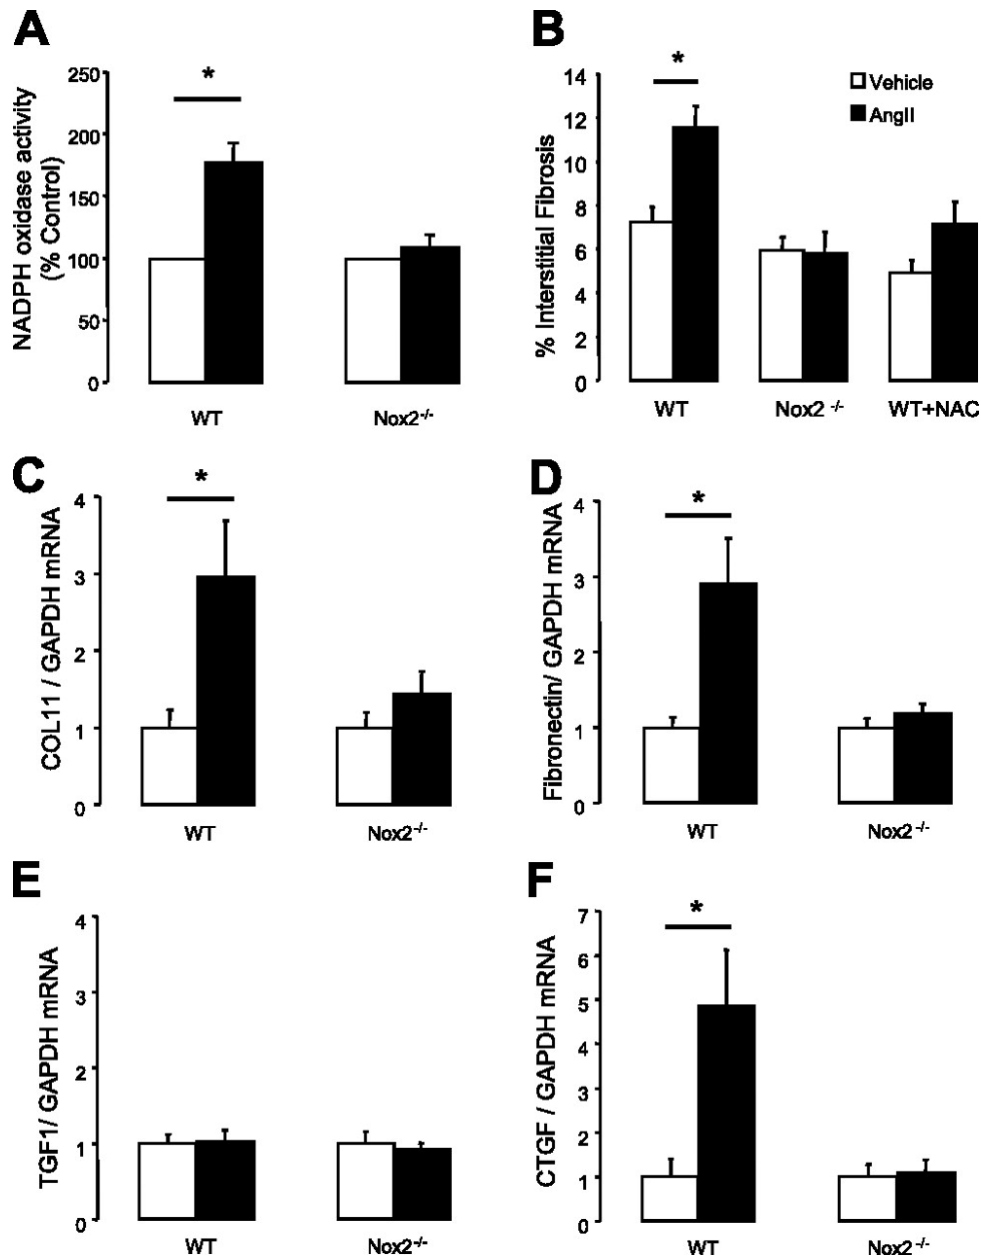 A
NADPH oxidase activity
(% Control)
250
200
150
100
50
0
*
WT
Nox2-/-
B
% Interstitial Fibrosis
14
12
10
8
6
4
2
0
*
Vehicle
AngII
WT
Nox2 -/-
WT+NAC
C
COL11 / GAPDH mRNA
4
3
2
1
0
*
WT
Nox2-/-
D
Fibronectin/ GAPDH mRNA
4
3
2
1
0
*
WT
Nox2-/-
E
TGF1/ GAPDH mRNA
4
3
2
1
0
WT
Nox2-/-
F
CTGF / GAPDH mRNA
7
6
5
4
3
2
1
0
*
WT
Nox2-/-